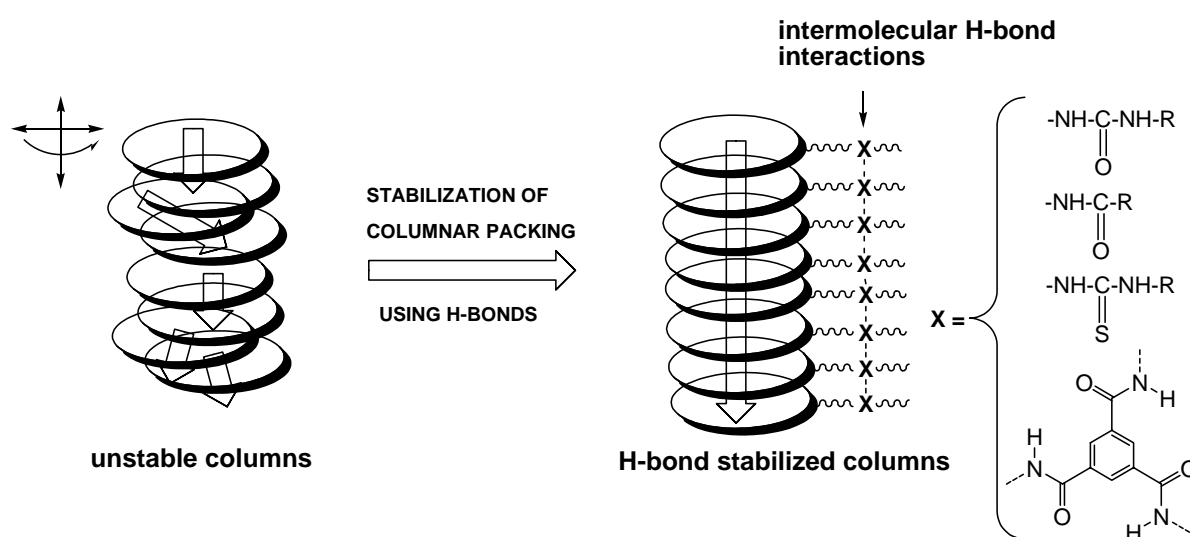 intermolecular H-bond
interactions
STABILIZATION OF
COLUMNAR PACKING
USING H-BONDS
unstable columns
H-bond stabilized columns
X
X
X
X
X
X
X
X
X =
-NH-C-NH-R
O
-NH-C-R
O
-NH-C-NH-R
S
O
N
H
H
N
O
O
N
H